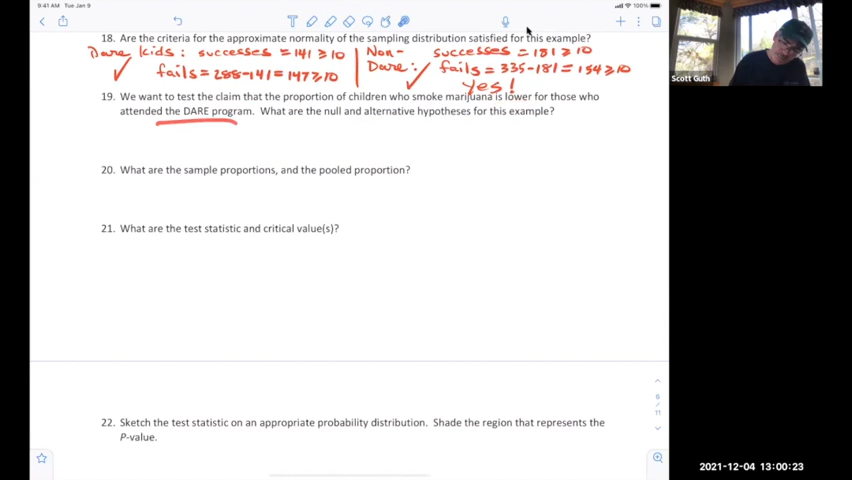 9:41 AM Tue Jan 9
100%
18. Are the criteria for the approximate normality of the sampling distribution satisfied for this example?
Dare kids: successes = 141 ≥ 10
fails = 288-141 = 147 ≥ 10
Non-Dare: successes = 181 ≥ 10
fails = 335-181 = 154 ≥ 10
Yes!
19. We want to test the claim that the proportion of children who smoke marijuana is lower for those who
attended the DARE program. What are the null and alternative hypotheses for this example?
20. What are the sample proportions, and the pooled proportion?
21. What are the test statistic and critical value(s)?
22. Sketch the test statistic on an appropriate probability distribution. Shade the region that represents the
P-value.
Scott Guth
6
/
11
2021-12-04 13:00:23